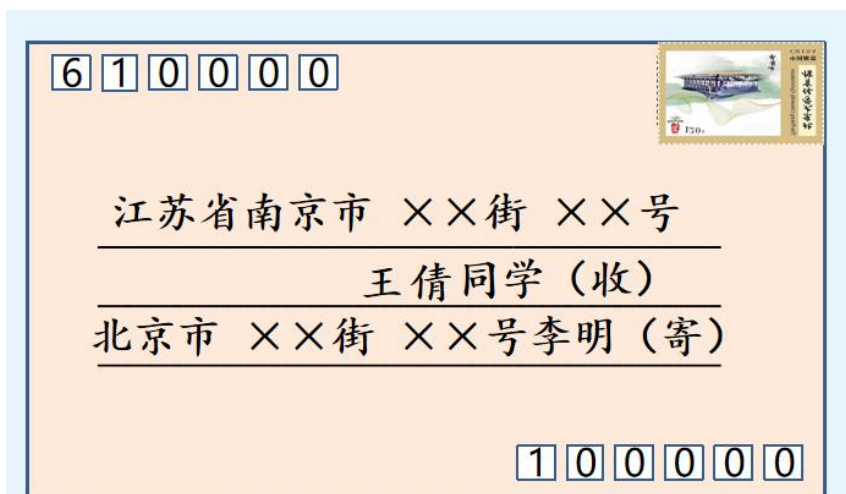 610000
江苏省南京市 ××街 ××号
王倩同学（收）
北京市 ××街 ××号李明（寄）
100000